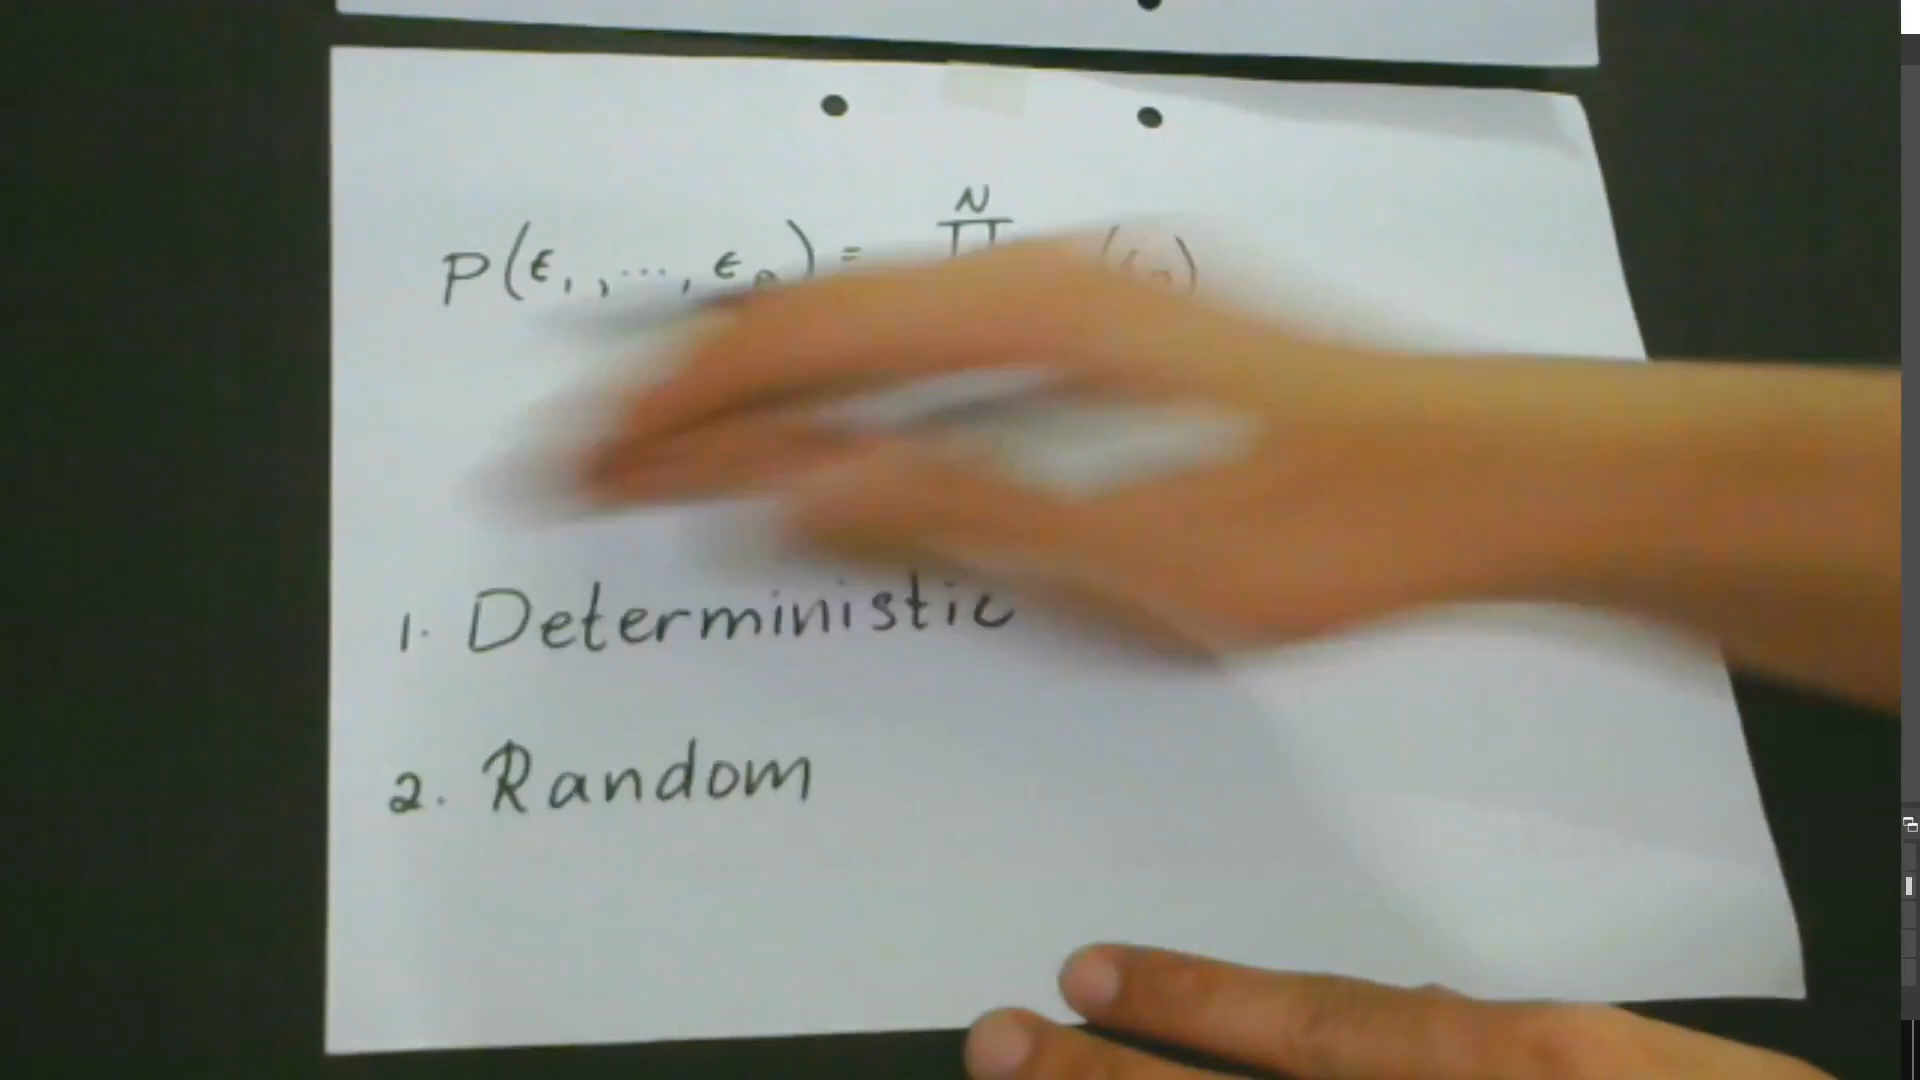 N
P(ϵ₁, ..., ϵ ) = ∏ ( )
1. Deterministic
2. Random